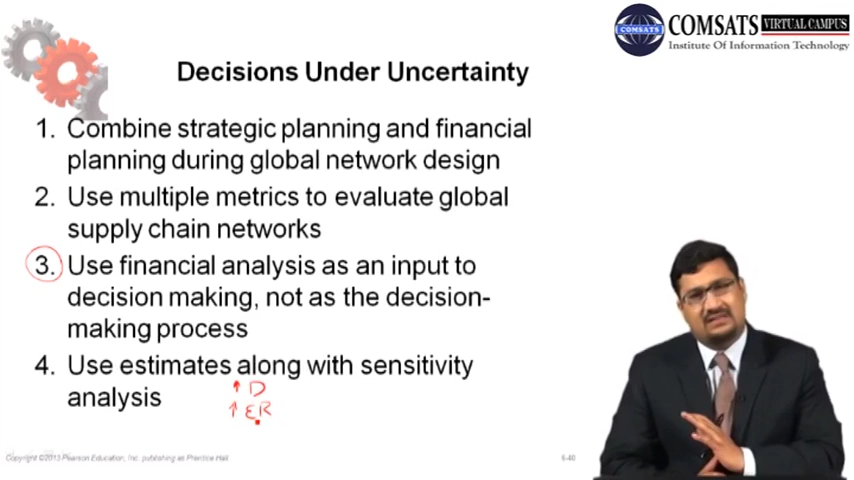 COMSATS VIRTUAL CAMPUS
COMSATS
Institute Of Information Technology
Decisions Under Uncertainty
1. Combine strategic planning and financial
planning during global network design
2. Use multiple metrics to evaluate global
supply chain networks
3. Use financial analysis as an input to
decision making, not as the decision-
making process
4. Use estimates along with sensitivity
analysis
↑ D
↑ ER
Copyright ©2013 Pearson Education, Inc. publishing as Prentice Hall
6-40